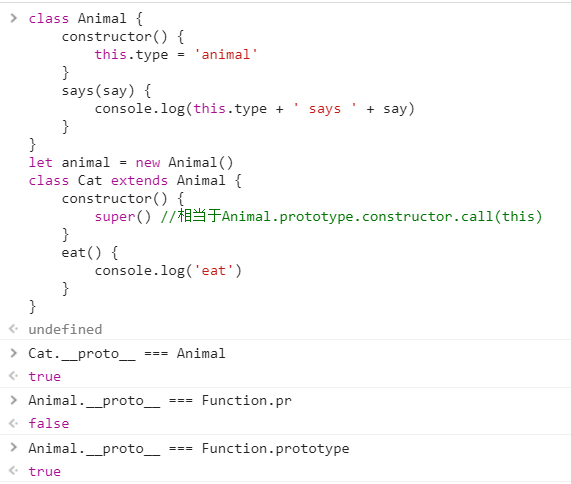 class Animal {
    constructor() {
        this.type = 'animal'
    }
    says(say) {
        console.log(this.type + ' says ' + say)
    }
}
let animal = new Animal()
class Cat extends Animal {
    constructor() {
        super() //相当于Animal.prototype.constructor.call(this)
    }
    eat() {
        console.log('eat')
    }
}
undefined
Cat.__proto__ === Animal
true
Animal.__proto__ === Function.pr
false
Animal.__proto__ === Function.prototype
true